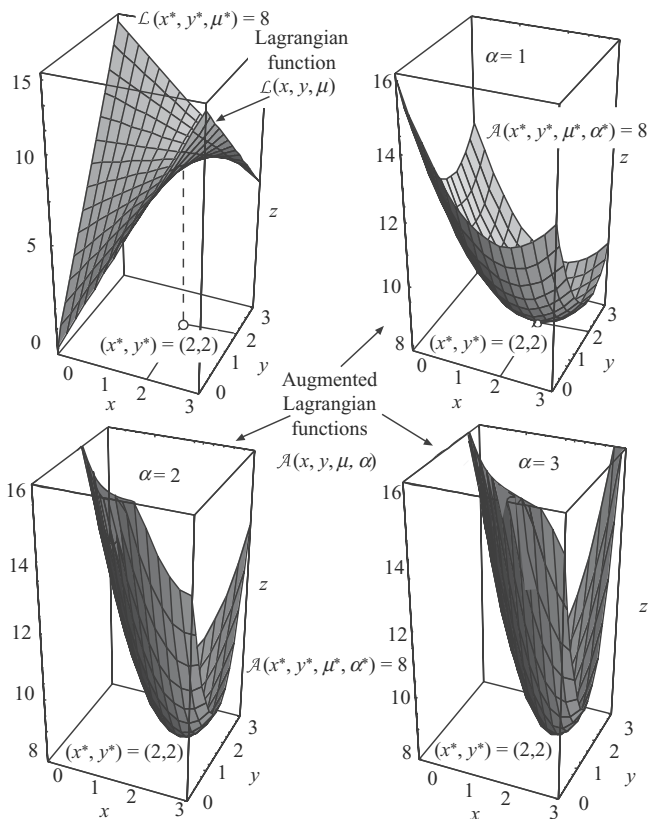 ℒ(x*, y*, μ*) = 8
Lagrangian
function
ℒ(x, y, μ)
15
10
5
0
z
(x*, y*) = (2,2)
0
1
2
3
x
0
1
2
3
y
α = 1
16
14
12
10
8
𝒜(x*, y*, μ*, α*) = 8
z
(x*, y*) = (2,2)
0
1
2
3
x
0
1
2
3
y
Augmented
Lagrangian
functions
𝒜(x, y, μ, α)
α = 2
16
14
12
10
8
z
𝒜(x*, y*, μ*, α*) = 8
(x*, y*) = (2,2)
0
1
2
3
x
0
1
2
3
y
α = 3
16
14
12
10
8
z
(x*, y*) = (2,2)
0
1
2
3
x
0
1
2
3
y